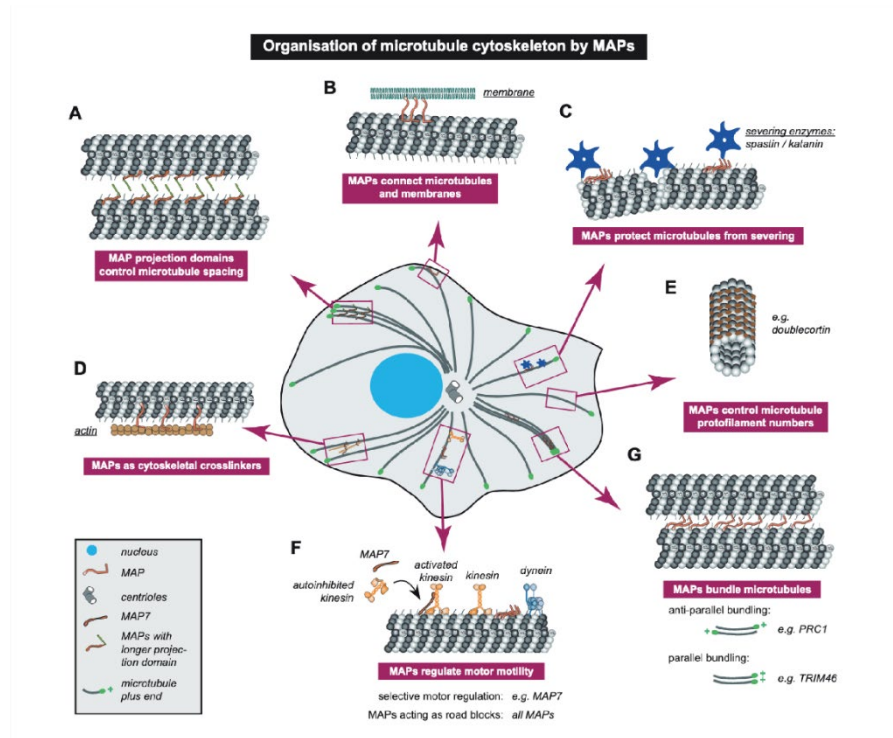 Organisation of microtubule cytoskeleton by MAPs
A
B
membrane
MAPs connect microtubules
and membranes
C
severing enzymes:
spastin / katanin
MAPs protect microtubules from severing
MAP projection domains
control microtubule spacing
E
e.g.
doublecortin
MAPs control microtubule
protofilament numbers
D
actin
MAPs as cytoskeletal crosslinkers
G
MAPs bundle microtubules
anti-parallel bundling:
+
+
e.g. PRC1
parallel bundling:
+
+
e.g. TRIM46
F
MAP7
autoinhibited
kinesin
activated
kinesin
kinesin
dynein
MAPs regulate motor motility
selective motor regulation: e.g. MAP7
MAPs acting as road blocks: all MAPs
nucleus
MAP
centrioles
MAP7
MAPs with
longer projec-
tion domain
+
microtubule
plus end